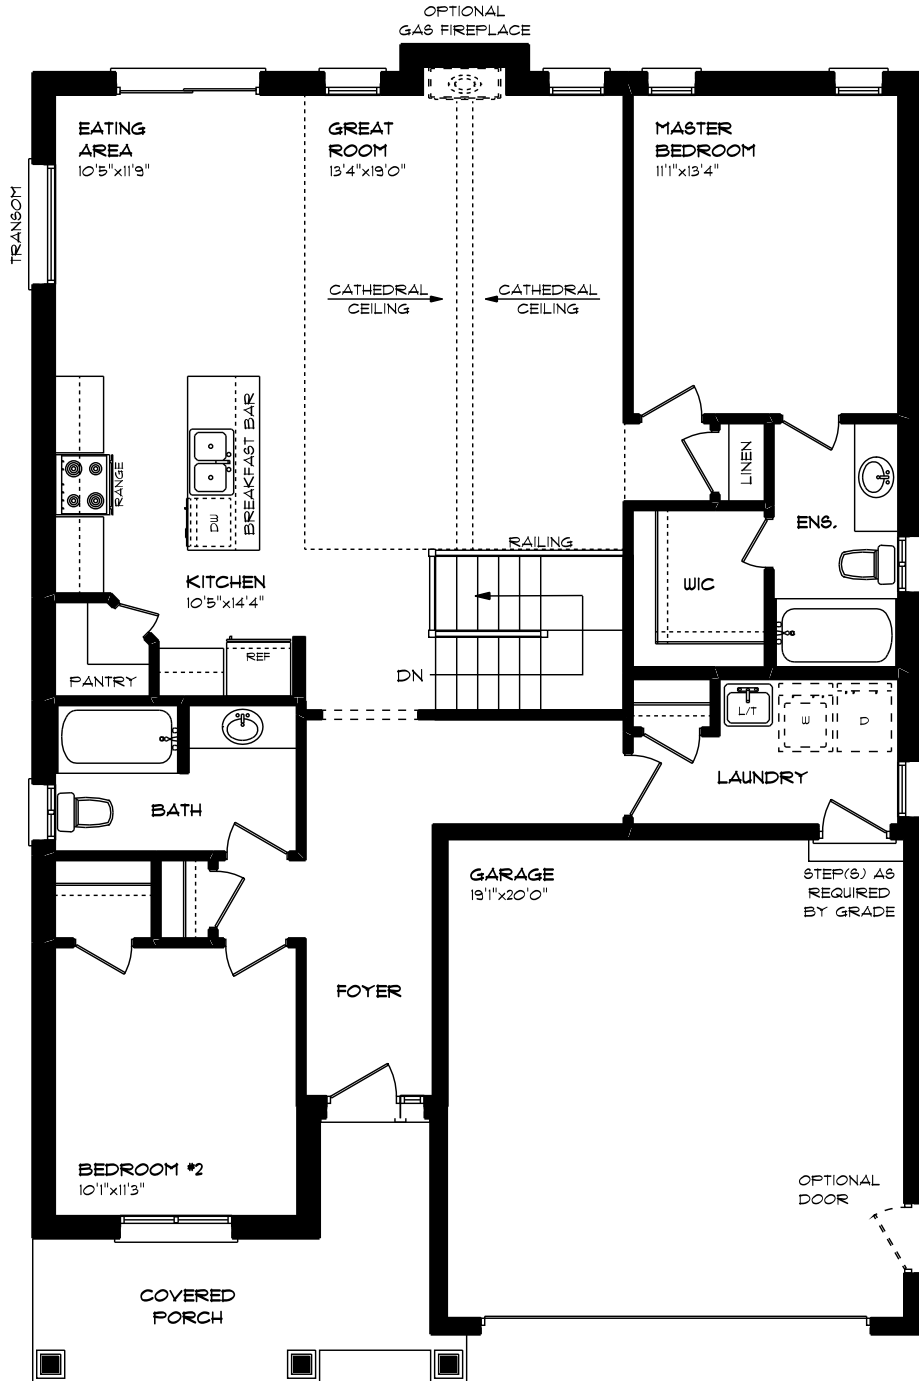 OPTIONAL
GAS FIREPLACE
EATING
AREA
10'5"x11'9"
GREAT
ROOM
13'4"x19'0"
MASTER
BEDROOM
11'1"x13'4"
TRANSOM
CATHEDRAL
CEILING
CATHEDRAL
CEILING
BREAKFAST BAR
RANGE
DW
LINEN
ENS.
RAILING
KITCHEN
10'5"x14'4"
WIC
REF
DN
PANTRY
L/T
W
D
LAUNDRY
BATH
GARAGE
19'1"x20'0"
STEP(S) AS
REQUIRED
BY GRADE
FOYER
BEDROOM #2
10'1"x11'3"
OPTIONAL
DOOR
COVERED
PORCH